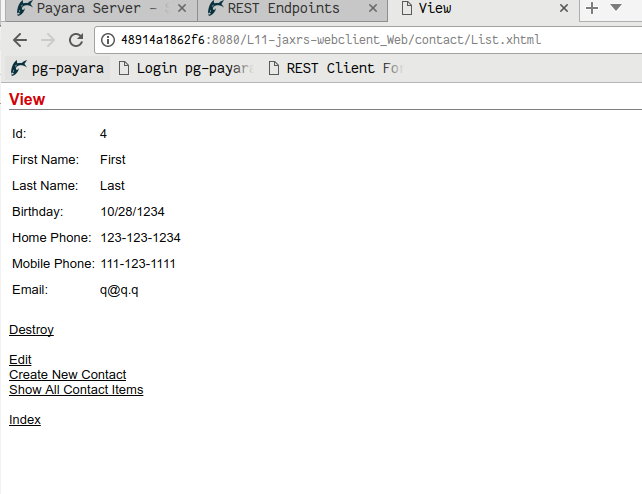 Payara Server - REST Endpoints View
48914a1862f6:8080/L11-jaxrs-webclient_Web/contact/List.xhtml
pg-payara Login pg-payara REST Client
View
Id: 4
First Name: First
Last Name: Last
Birthday: 10/28/1234
Home Phone: 123-123-1234
Mobile Phone: 111-123-1111
Email: q@q.q
Destroy
Edit
Create New Contact
Show All Contact Items
Index